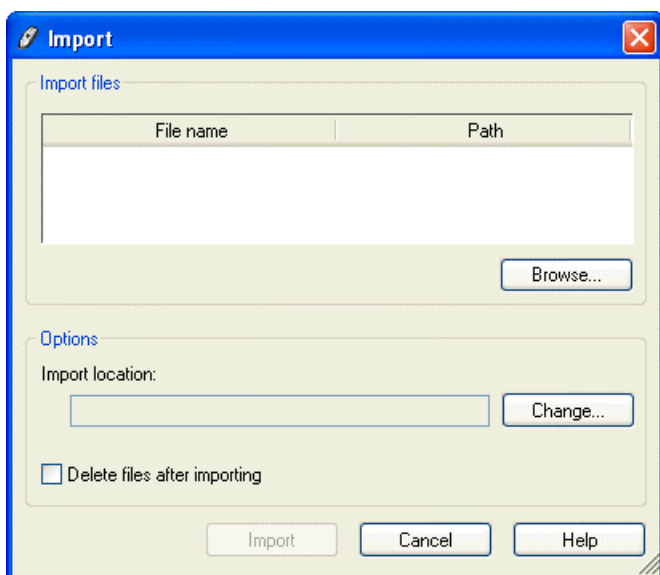 Import
Import files
File name Path
Browse...
Options
Import location:
Change...
Delete files after importing
Import Cancel Help